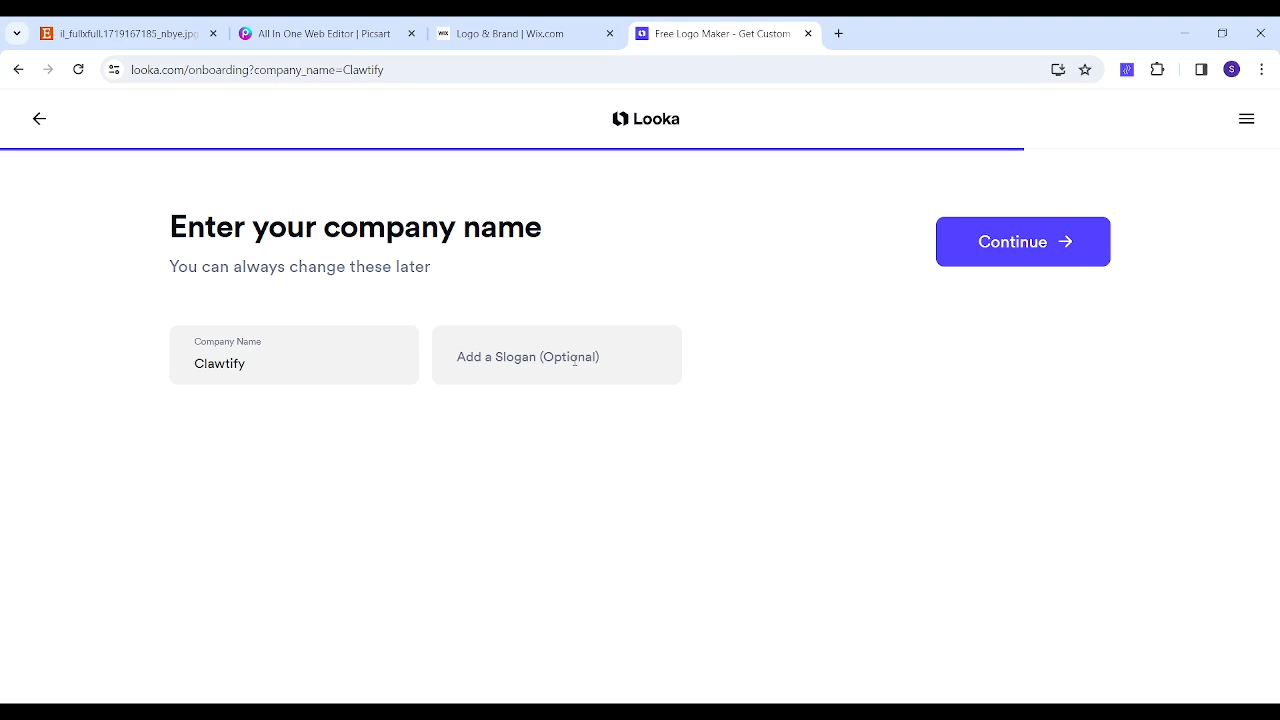 il_fullxfull.1719167185_nbye.jpg
All In One Web Editor | Picsart
WIX Logo & Brand | Wix.com
Free Logo Maker - Get Custom
looka.com/onboarding?company_name=Clawtify
S
Looka
Enter your company name
You can always change these later
Continue
Company Name
Clawtify
Add a Slogan (Optional)